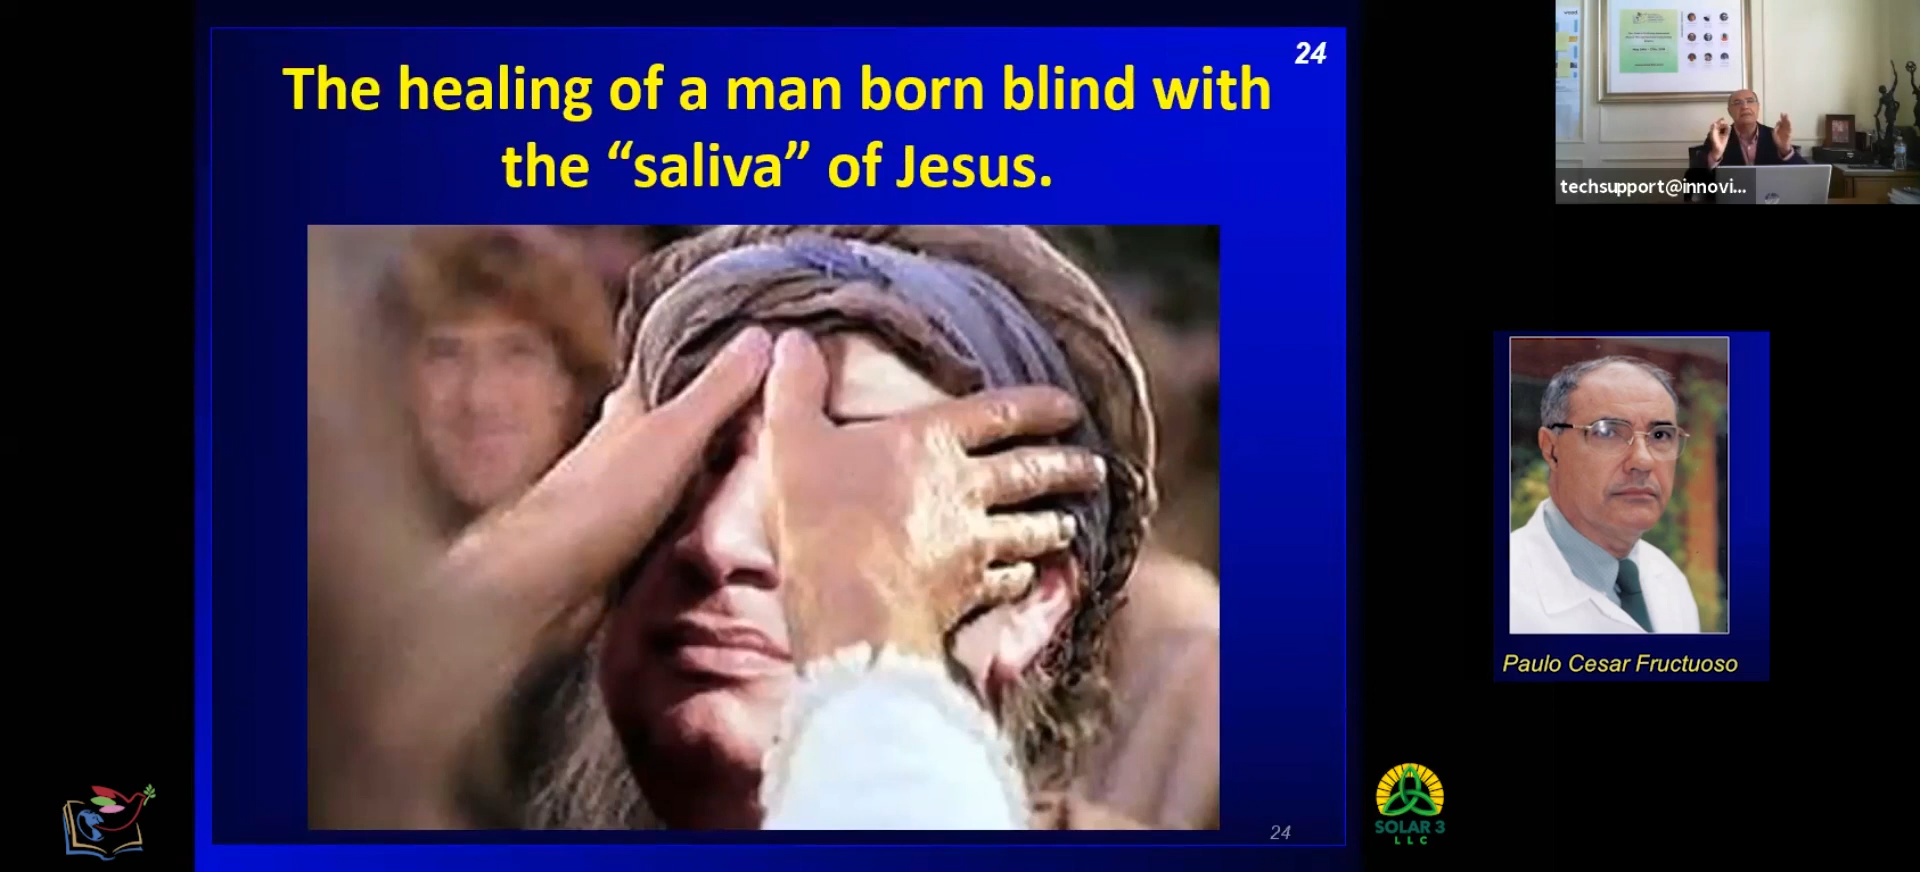 24
The healing of a man born blind with
the “saliva” of Jesus.
techsupport@innovi...
Paulo Cesar Fructuoso
SOLAR 3
LLC
24